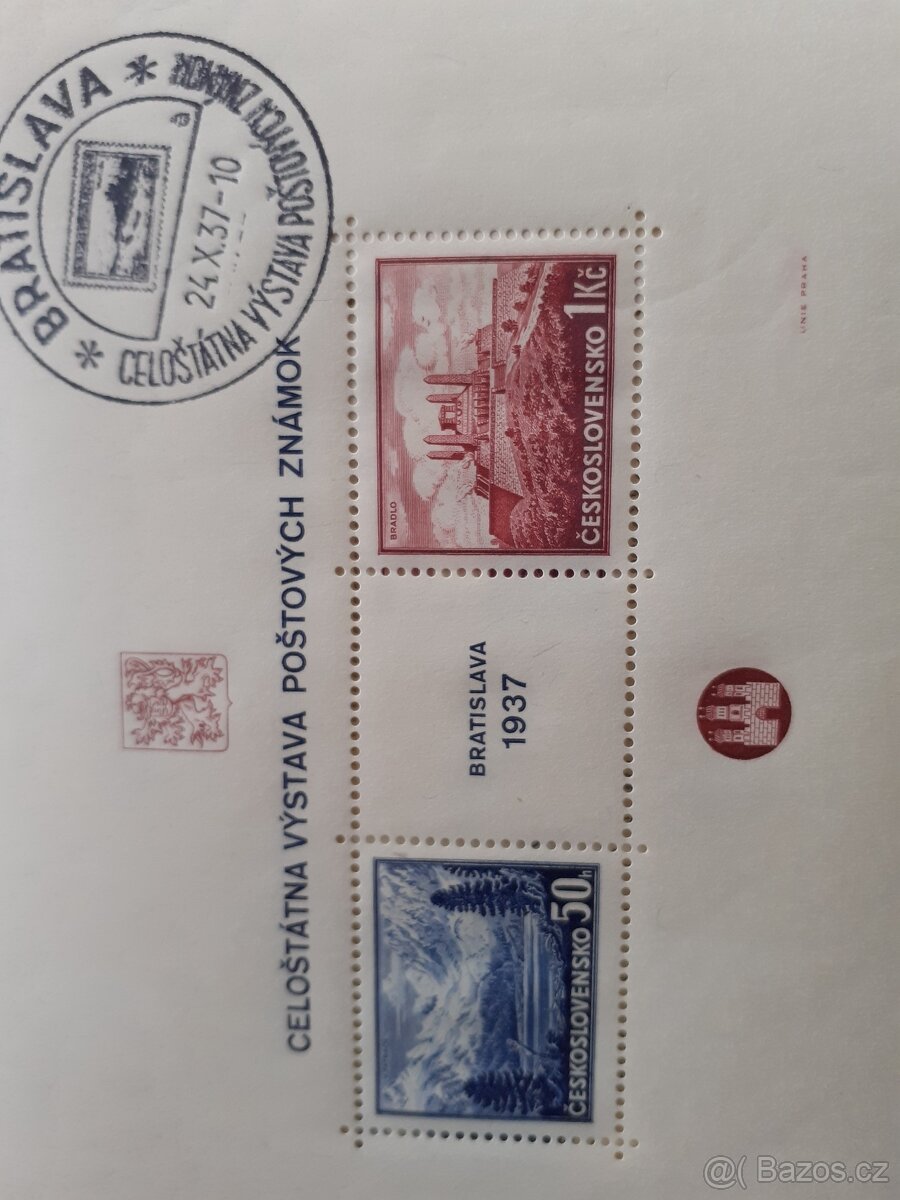 * BRATISLAVA *
CELOŠTÁTNA VÝSTAVA POŠTOVÝCH ZNÁMOK
24.X.37-10
CELOŠTÁTNA VÝSTAVA POŠTOVÝCH ZNÁMOK
ČESKOSLOVENSKO 50h
BRATISLAVA
1937
BRADLO
ČESKOSLOVENSKO 1Kč
UNIE PRAHA
@( Bazos.cz